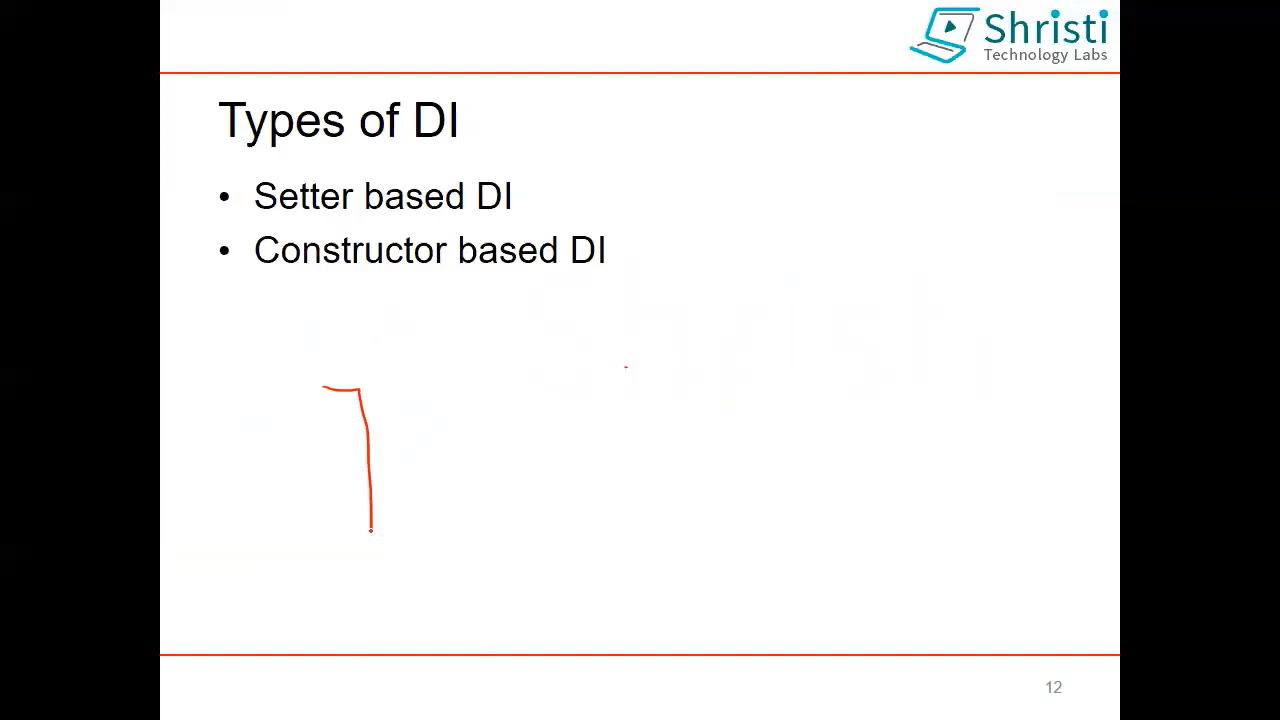 Shristi
Technology Labs
Types of DI
• Setter based DI
• Constructor based DI
12